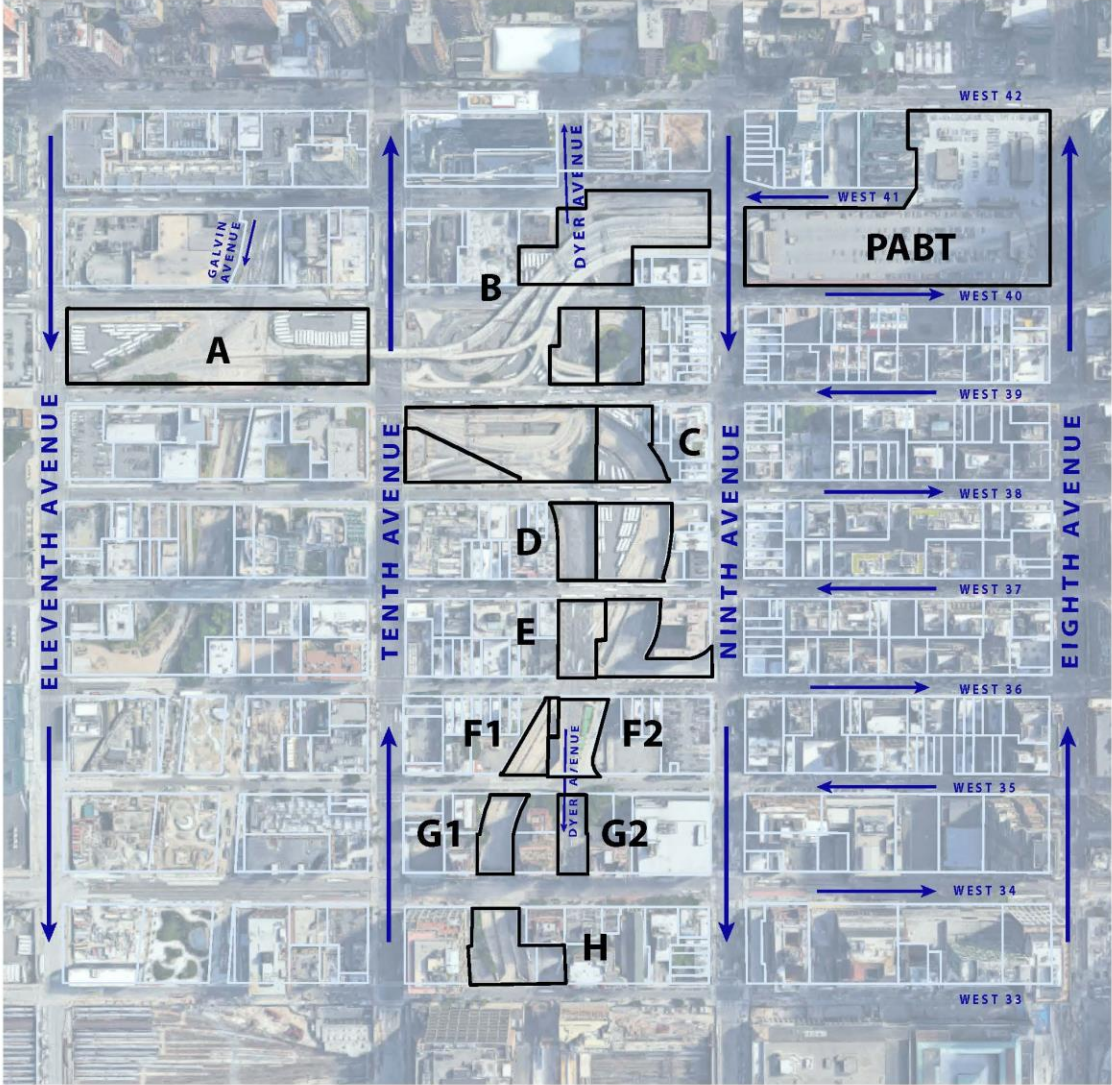 WEST 42
DYER AVENUE
WEST 41
GALVIN
AVENUE
PABT
B
WEST 40
A
WEST 39
ELEVENTH AVENUE
TENTH AVENUE
C
NINTH AVENUE
EIGHTH AVENUE
WEST 38
D
WEST 37
E
WEST 36
F1
F2
DYER AVENUE
WEST 35
G1
G2
WEST 34
H
WEST 33